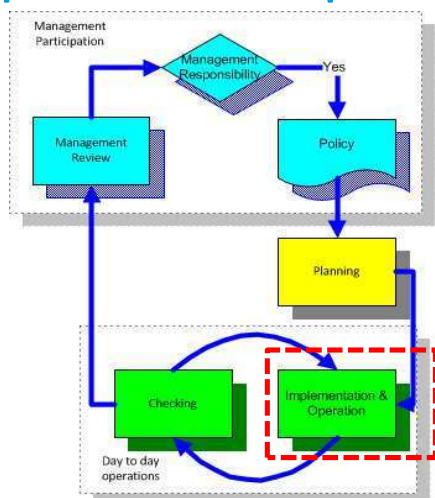 Management
Participation
Management
Responsibility
Yes
Management
Review
Policy
Planning
Checking
Implementation &
Operation
Day to day
operations